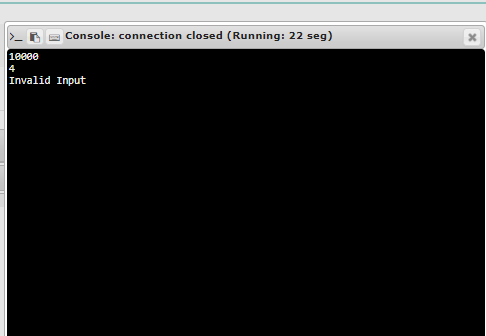 >_ Console: connection closed (Running: 22 seg)
10000
4
Invalid Input